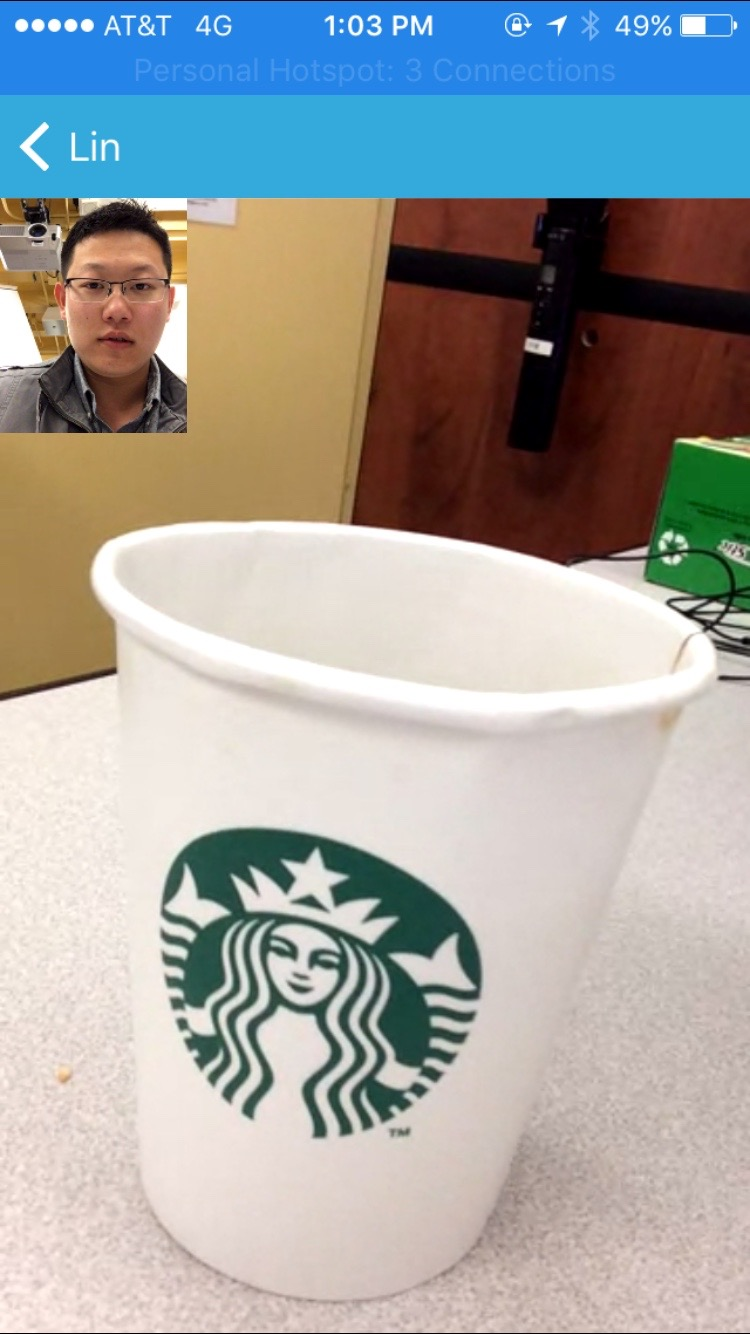 AT&T 4G 1:03 PM 49%
Personal Hotspot: 3 Connections
Lin
TM